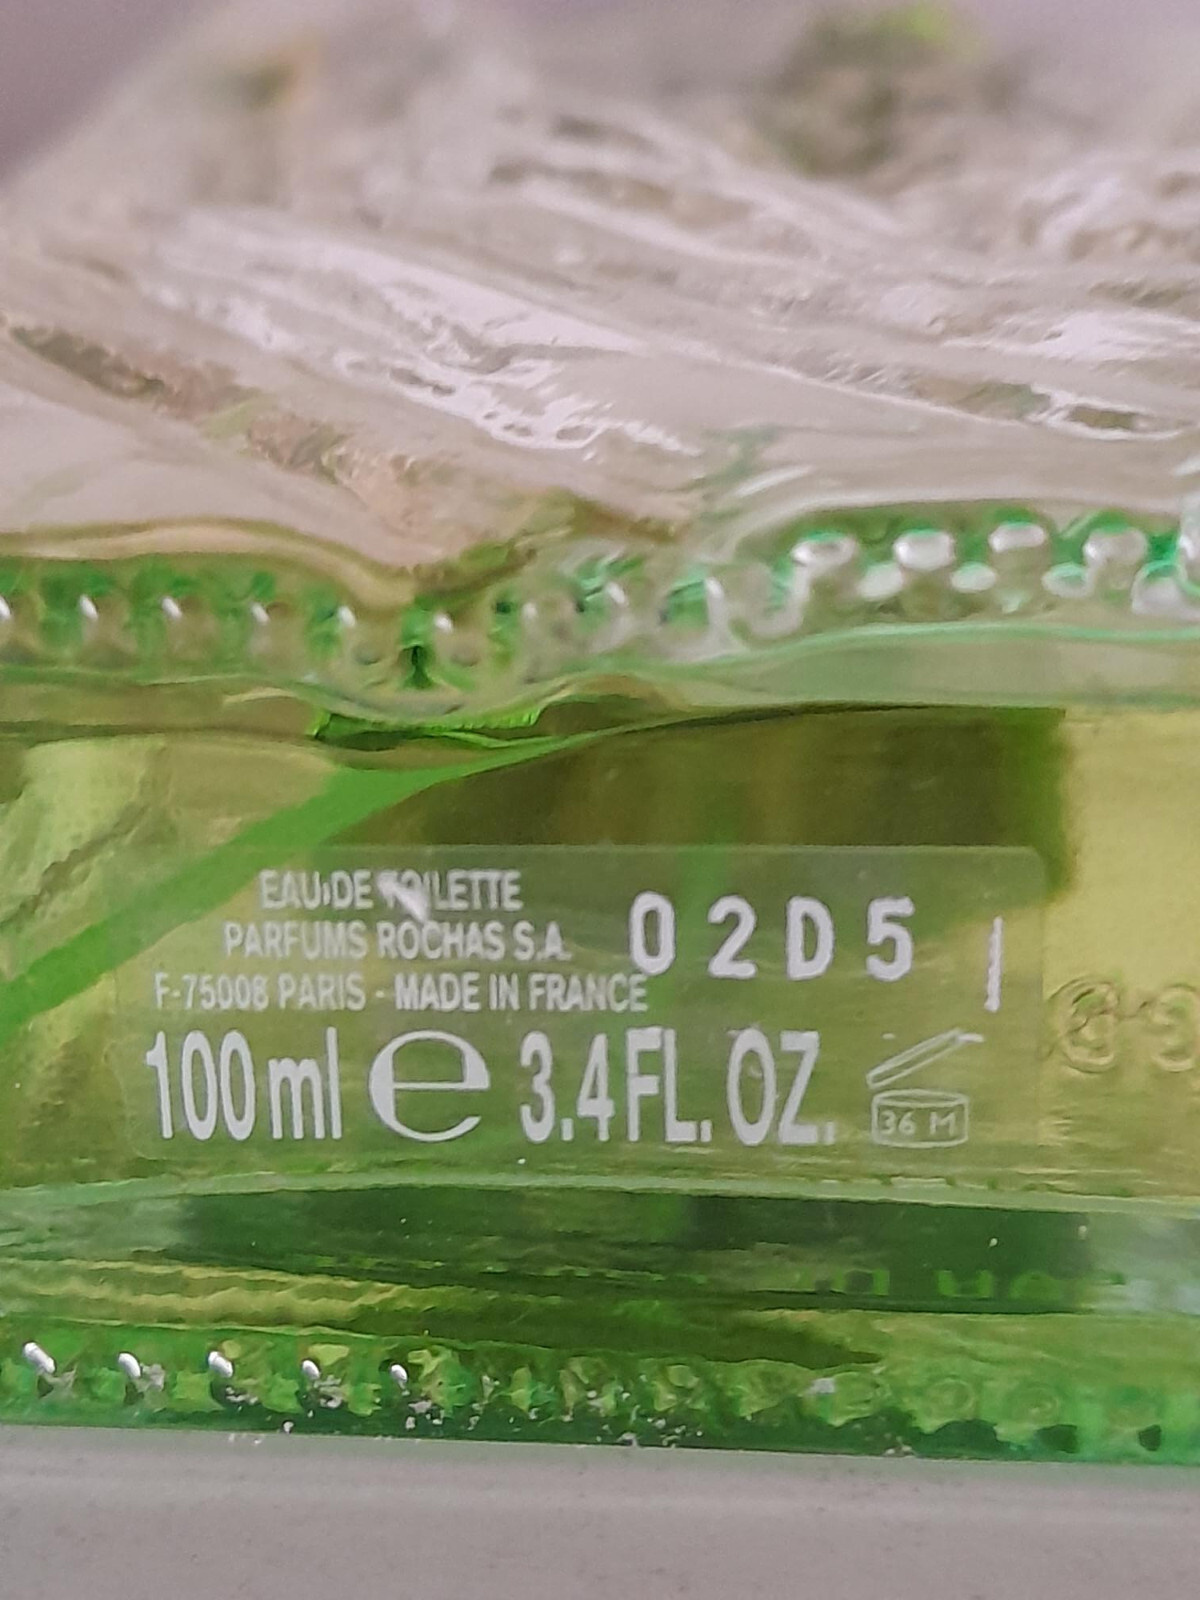 EAU DE TOILETTE
PARFUMS ROCHAS S.A.
02D5
F-75008 PARIS - MADE IN FRANCE
100 ml e 3.4 FL. OZ.
36 M